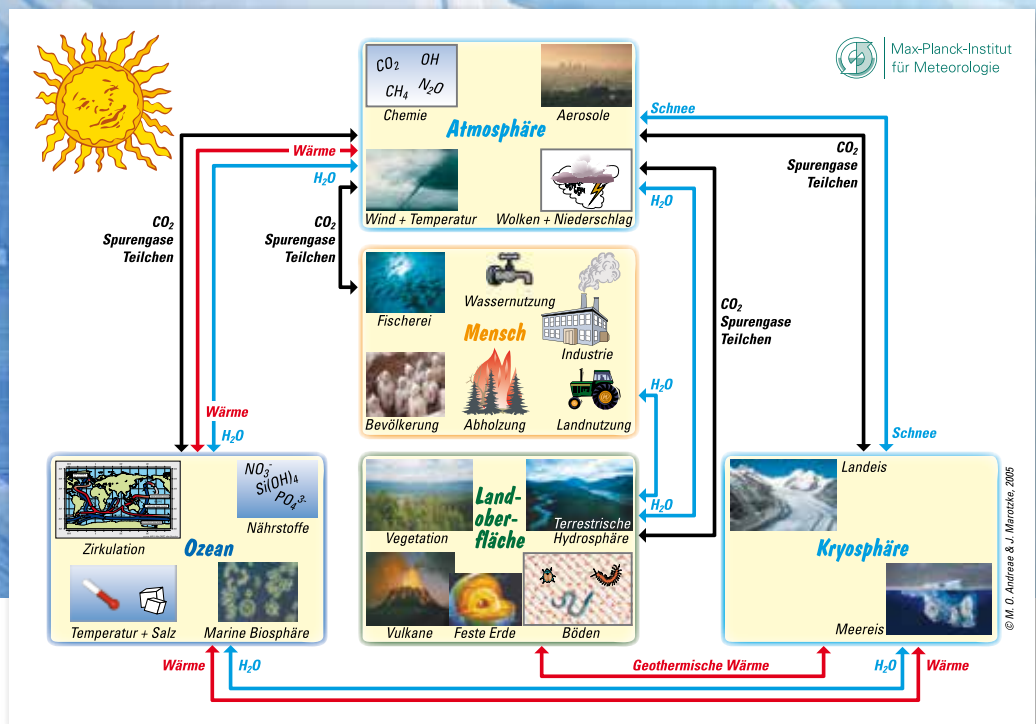 Max-Planck-Institut
für Meteorologie
CO2
OH
CH4
N2O
Chemie
Aerosole
Atmosphäre
Wind + Temperatur
Wolken + Niederschlag
Schnee
Wärme
H2O
H2O
CO2
Spurengase
Teilchen
CO2
Spurengase
Teilchen
CO2
Spurengase
Teilchen
CO2
Spurengase
Teilchen
Fischerei
Wassernutzung
Mensch
Industrie
Bevölkerung
Abholzung
Landnutzung
H2O
Wärme
H2O
Schnee
NO3-
Si(OH)4
PO4 3-
Nährstoffe
Zirkulation
Ozean
Temperatur + Salz
Marine Biosphäre
Land-
ober-
fläche
Vegetation
Terrestrische
Hydrosphäre
H2O
Vulkane
Feste Erde
Böden
Landeis
Kryosphäre
Meereis
© M. O. Andreae & J. Marotzke, 2005
Wärme
H2O
Geothermische Wärme
H2O
Wärme